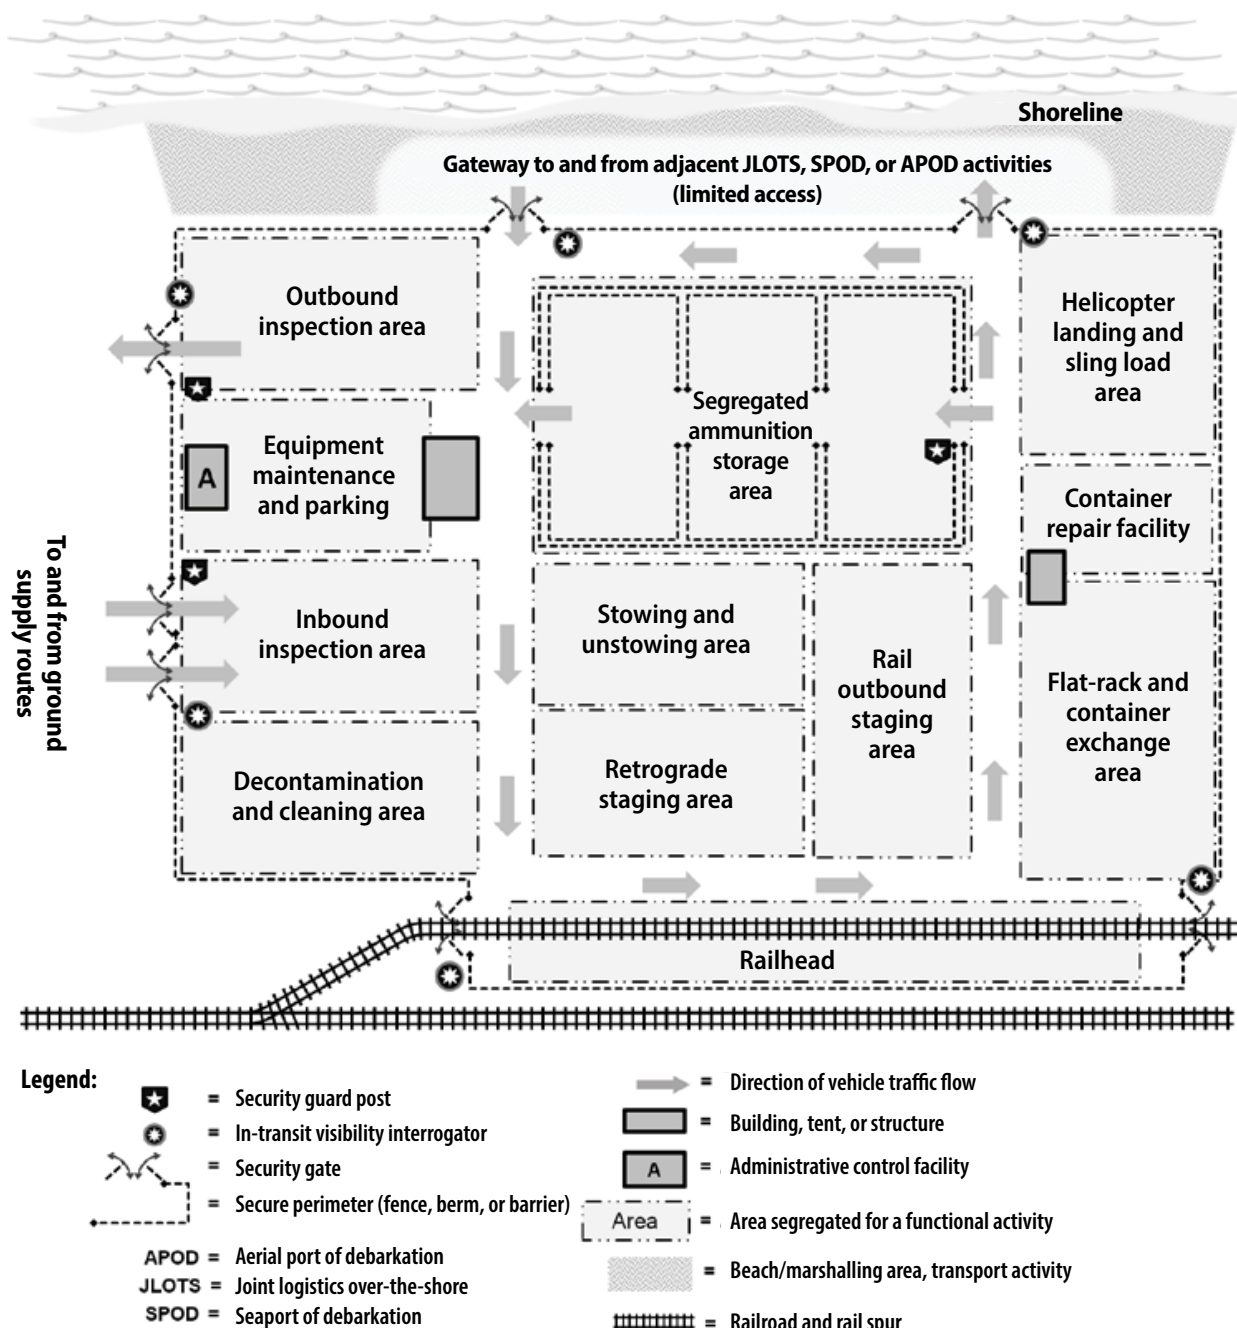 Shoreline
Gateway to and from adjacent JLOTS, SPOD, or APOD activities
(limited access)
Outbound
inspection area
Helicopter
landing and
sling load
area
Segregated
ammunition
storage
area
Equipment
maintenance
and parking
A
Container
repair facility
To and from ground
supply routes
Inbound
inspection area
Stowing and
unstowing area
Rail
outbound
staging
area
Flat-rack and
container
exchange
area
Decontamination
and cleaning area
Retrograde
staging area
Railhead
Legend:
= Security guard post
= In-transit visibility interrogator
= Security gate
= Secure perimeter (fence, berm, or barrier)
APOD = Aerial port of debarkation
JLOTS = Joint logistics over-the-shore
SPOD = Seaport of debarkation
= Direction of vehicle traffic flow
= Building, tent, or structure
A = Administrative control facility
Area = Area segregated for a functional activity
= Beach/marshalling area, transport activity
= Railroad and rail spur